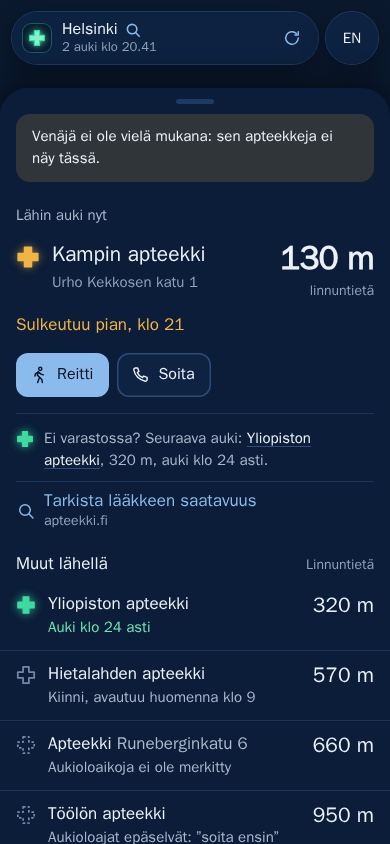 Helsinki
2 auki klo 20.41
EN
Venäjä ei ole vielä mukana: sen apteekkeja ei
näy tässä.
Lähin auki nyt
Kampin apteekki
130 m
Urho Kekkosen katu 1
linnuntietä
Sulkeutuu pian, klo 21
Reitti
Soita
Ei varastossa? Seuraava auki: Yliopiston
apteekki, 320 m, auki klo 24 asti.
Tarkista lääkkeen saatavuus
apteekki.fi
Muut lähellä
Linnuntietä
Yliopiston apteekki
320 m
Auki klo 24 asti
Hietalahden apteekki
570 m
Kiinni, avautuu huomenna klo 9
Apteekki Runeberginkatu 6
660 m
Aukioloaikoja ei ole merkitty
Töölön apteekki
950 m
Aukioloajat epäselvät: ”soita ensin”